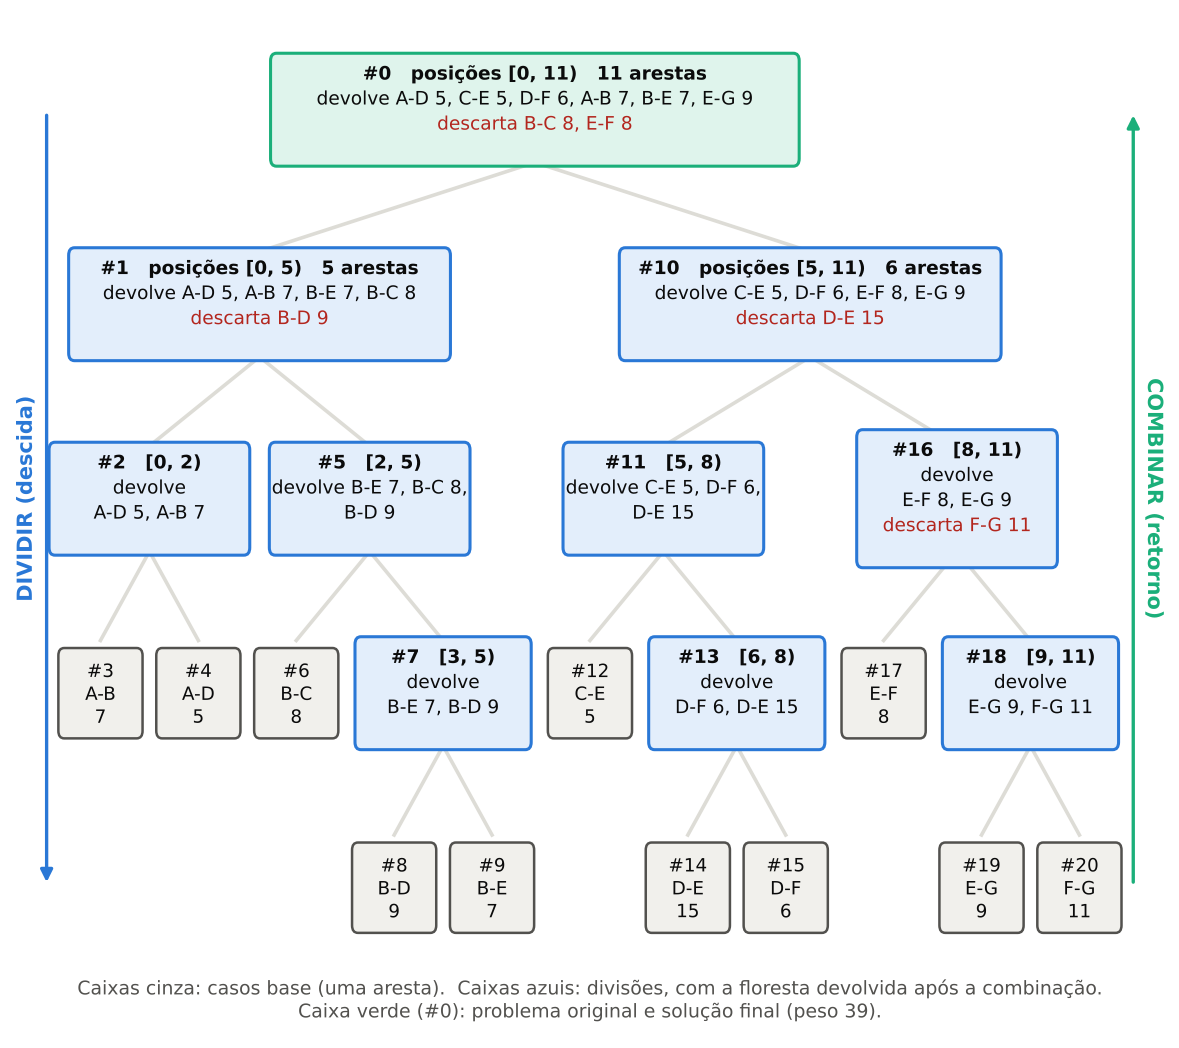 #0   posições [0, 11)   11 arestas
devolve A-D 5, C-E 5, D-F 6, A-B 7, B-E 7, E-G 9
descarta B-C 8, E-F 8
#1   posições [0, 5)   5 arestas
devolve A-D 5, A-B 7, B-E 7, B-C 8
descarta B-D 9
#10   posições [5, 11)   6 arestas
devolve C-E 5, D-F 6, E-F 8, E-G 9
descarta D-E 15
DIVIDIR (descida)
COMBINAR (retorno)
#2   [0, 2)
devolve
A-D 5, A-B 7
#5   [2, 5)
devolve B-E 7, B-C 8,
B-D 9
#11   [5, 8)
devolve C-E 5, D-F 6,
D-E 15
#16   [8, 11)
devolve
E-F 8, E-G 9
descarta F-G 11
#3
A-B
7
#4
A-D
5
#6
B-C
8
#7   [3, 5)
devolve
B-E 7, B-D 9
#12
C-E
5
#13   [6, 8)
devolve
D-F 6, D-E 15
#17
E-F
8
#18   [9, 11)
devolve
E-G 9, F-G 11
#8
B-D
9
#9
B-E
7
#14
D-E
15
#15
D-F
6
#19
E-G
9
#20
F-G
11
Caixas cinza: casos base (uma aresta).  Caixas azuis: divisões, com a floresta devolvida após a combinação.
Caixa verde (#0): problema original e solução final (peso 39).